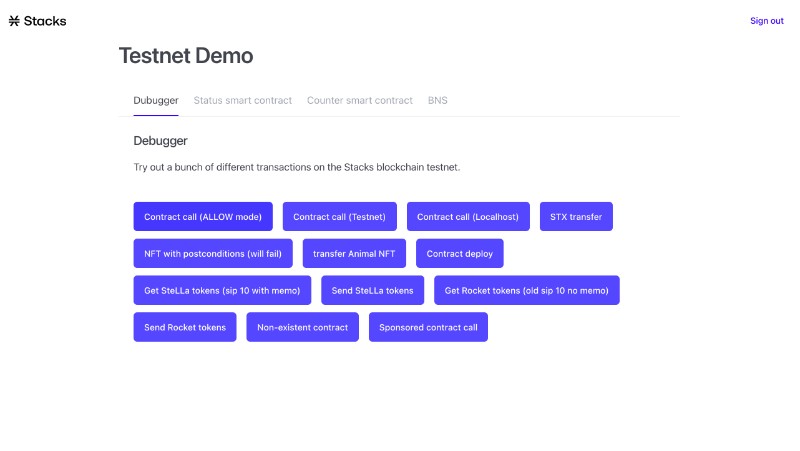 Stacks Sign out
Testnet Demo
Dubugger Status smart contract Counter smart contract BNS
Debugger
Try out a bunch of different transactions on the Stacks blockchain testnet.
Contract call (ALLOW mode) Contract call (Testnet) Contract call (Localhost) STX transfer
NFT with postconditions (will fail) transfer Animal NFT Contract deploy
Get SteLLa tokens (sip 10 with memo) Send SteLLa tokens Get Rocket tokens (old sip 10 no memo)
Send Rocket tokens Non-existent contract Sponsored contract call